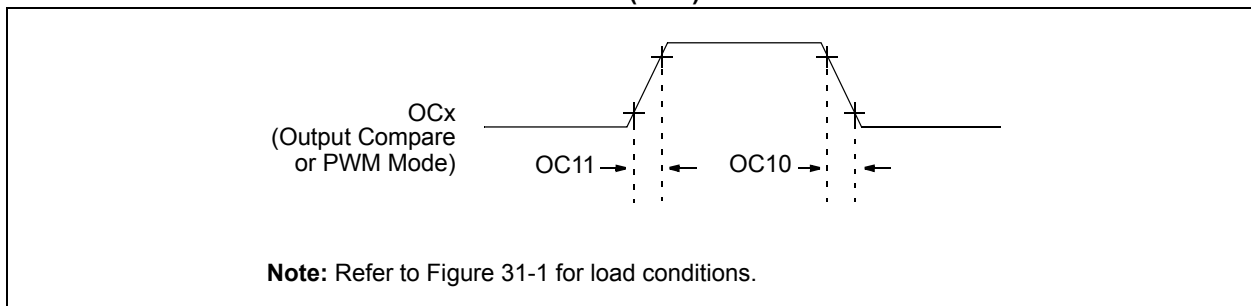 OCx
(Output Compare
or PWM Mode)
OC11
OC10
Note: Refer to Figure 31-1 for load conditions.